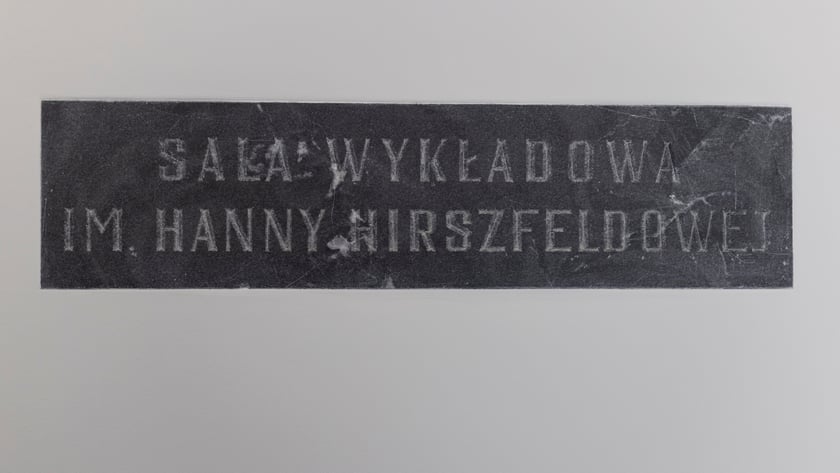 SALA WYKŁADOWA
IM. HANNY HIRSZFELDOWEJ